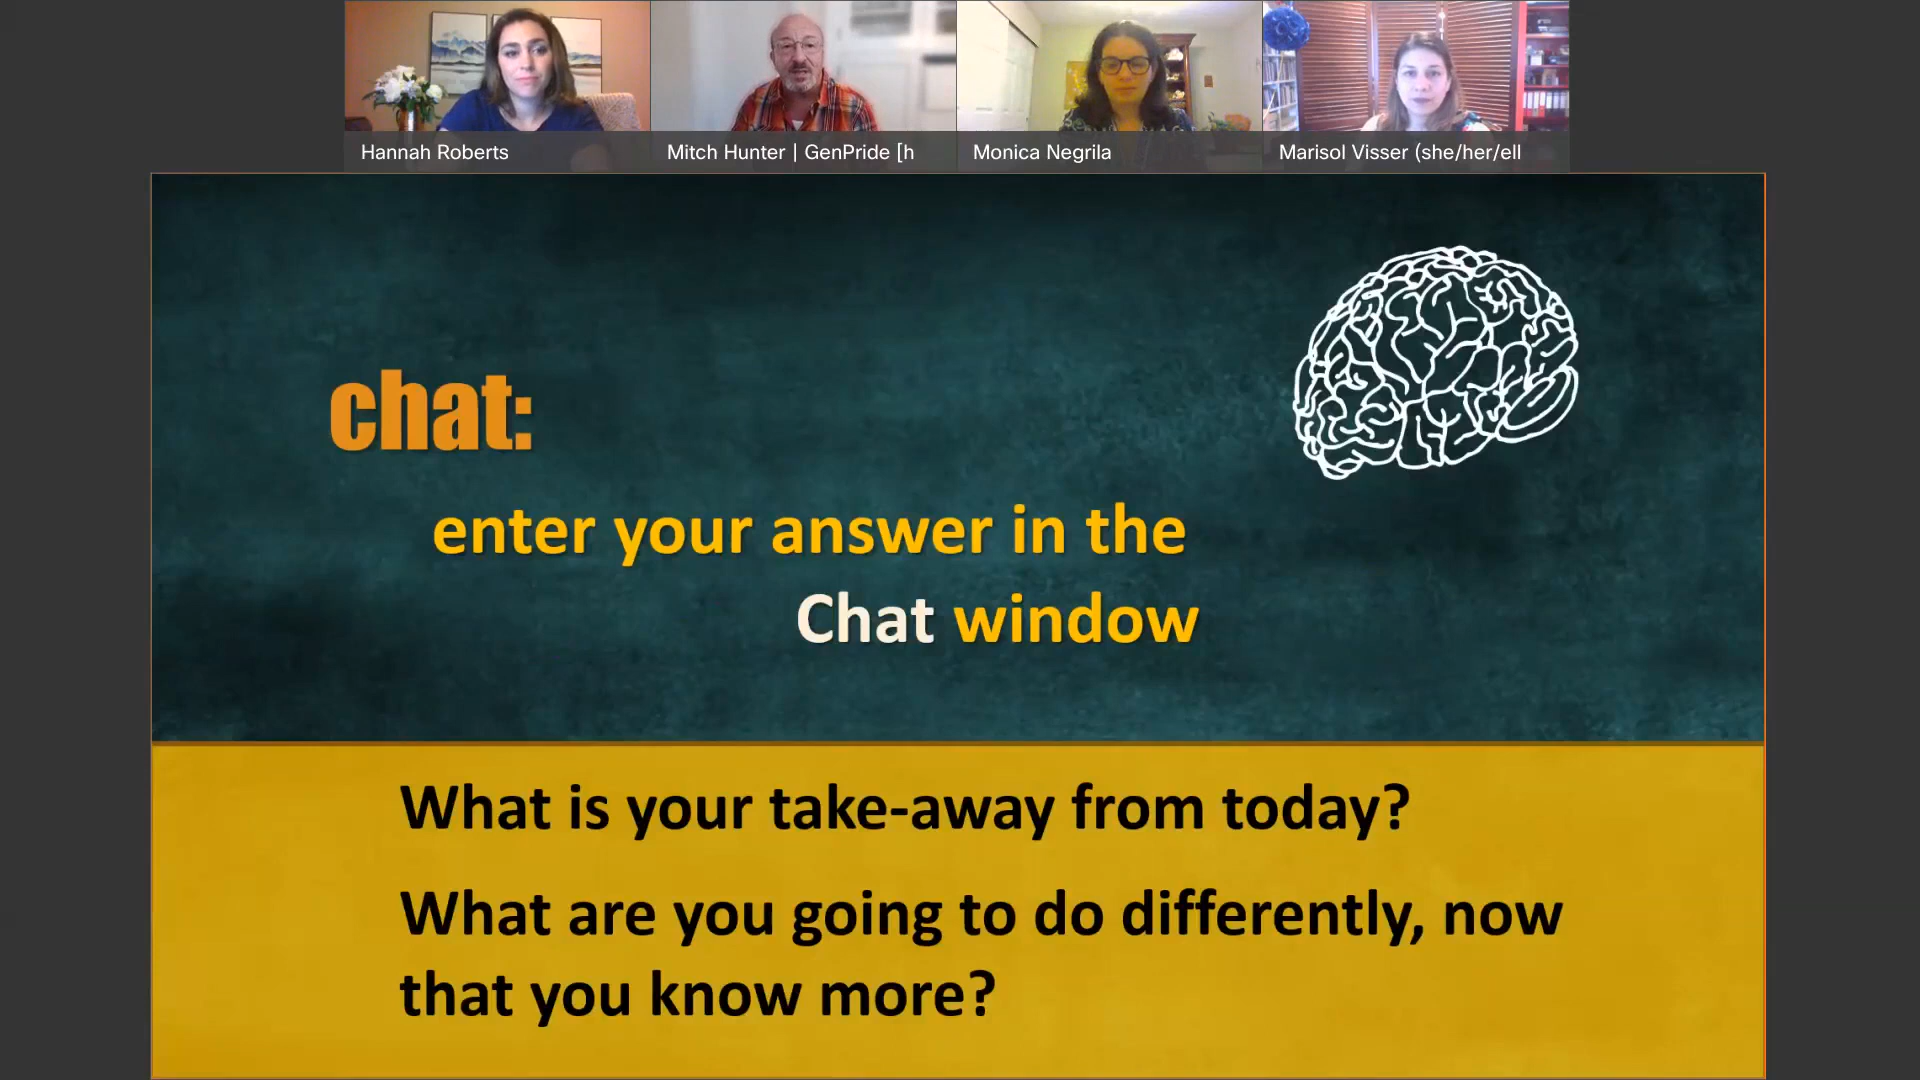 Hannah Roberts
Mitch Hunter | GenPride [h
Monica Negrila
Marisol Visser (she/her/ell
chat:
enter your answer in the
Chat window
What is your take-away from today?
What are you going to do differently, now
that you know more?